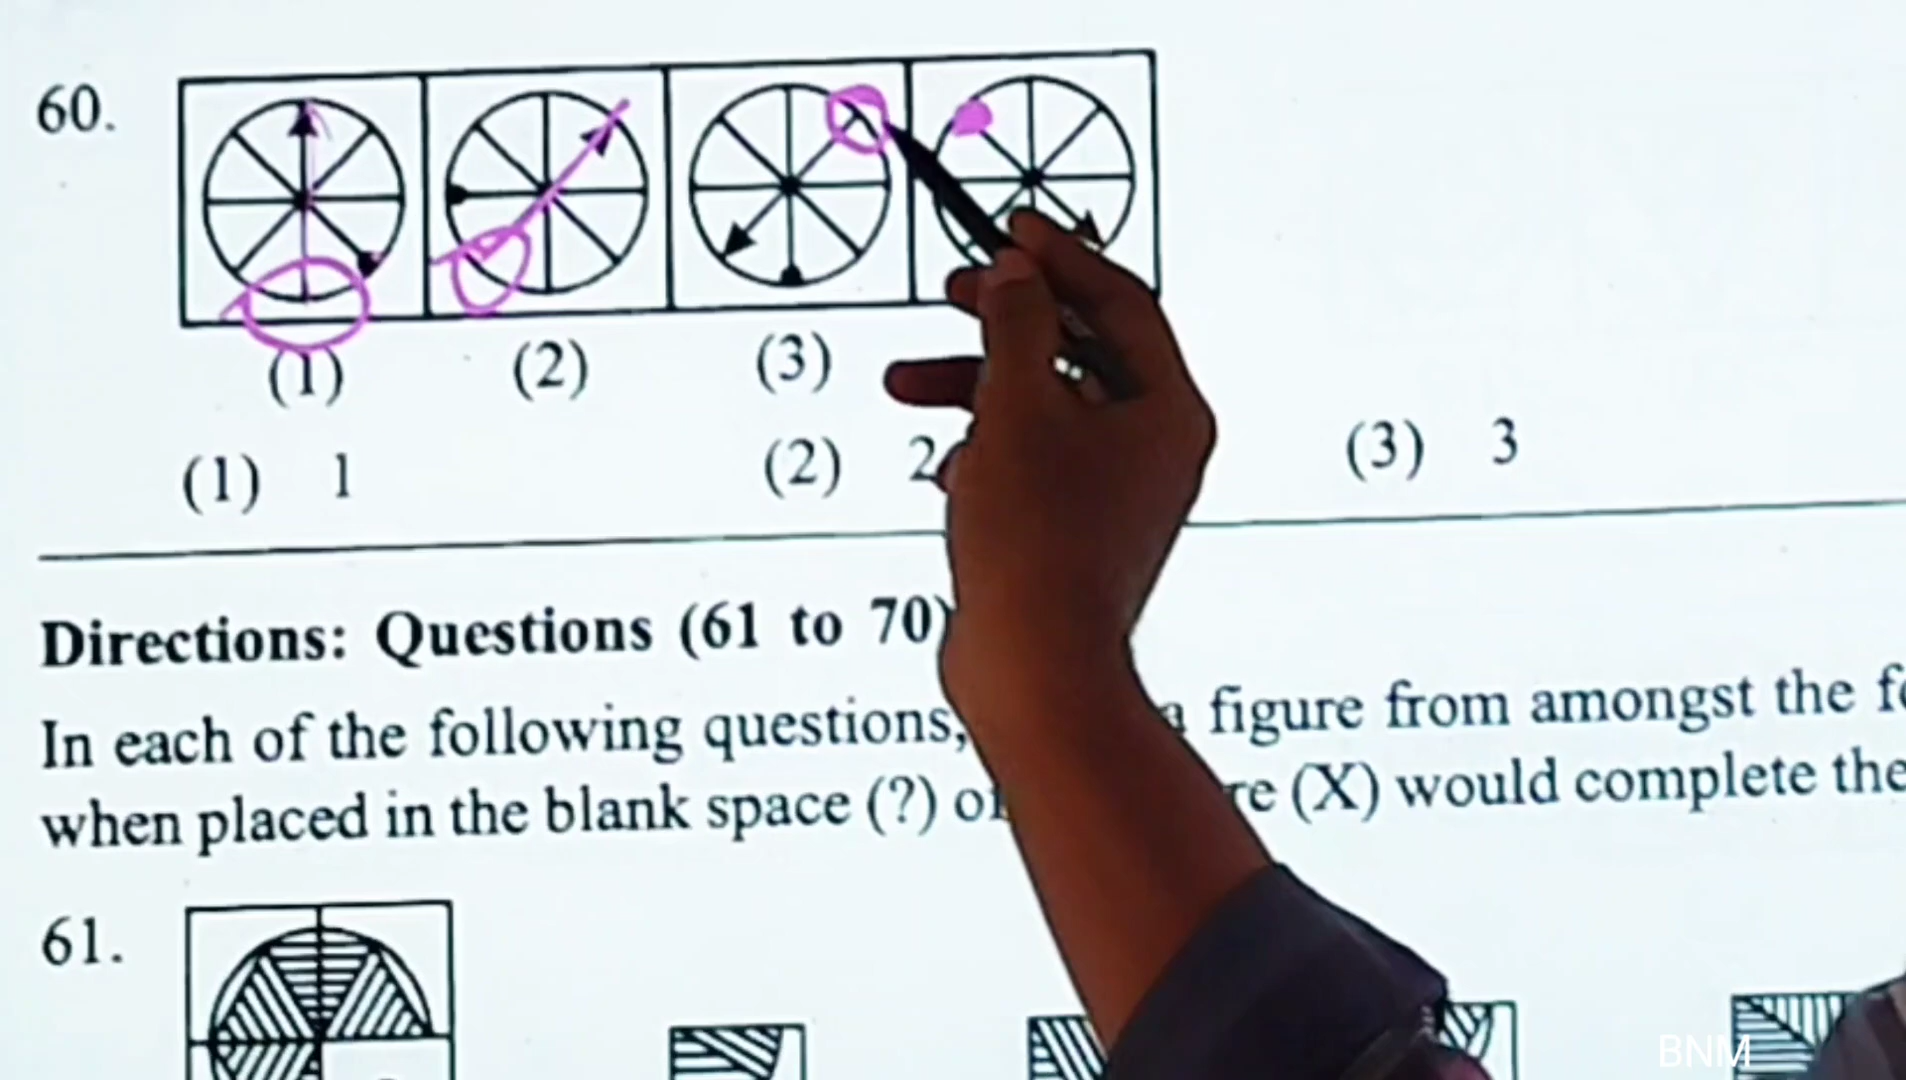 60.
(1) (2) (3)
(1) 1 (2) 2 (3) 3
Directions: Questions (61 to 70)
In each of the following questions, a figure from amongst the
when placed in the blank space (?) of (X) would complete the
61.
BNM